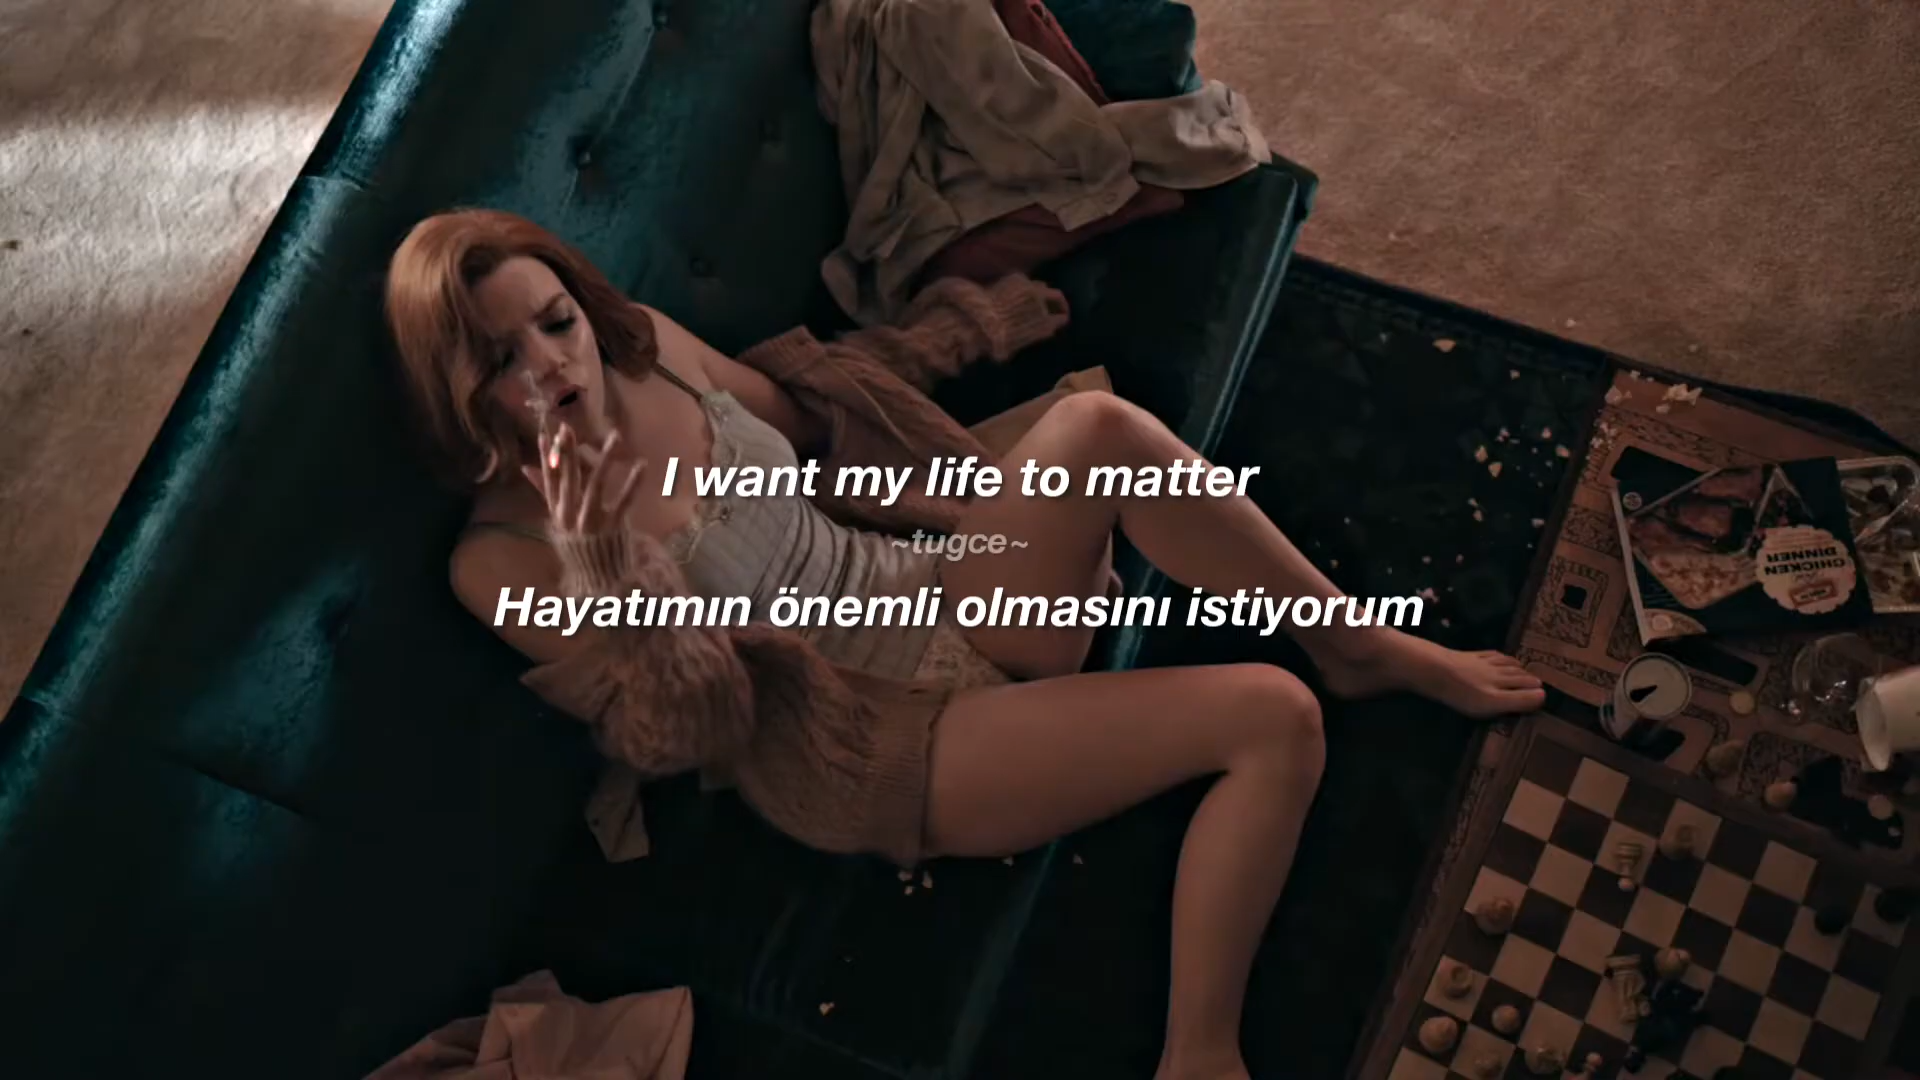 I want my life to matter
~tugce~
Hayatımın önemli olmasını istiyorum
CHICKEN
DINNER